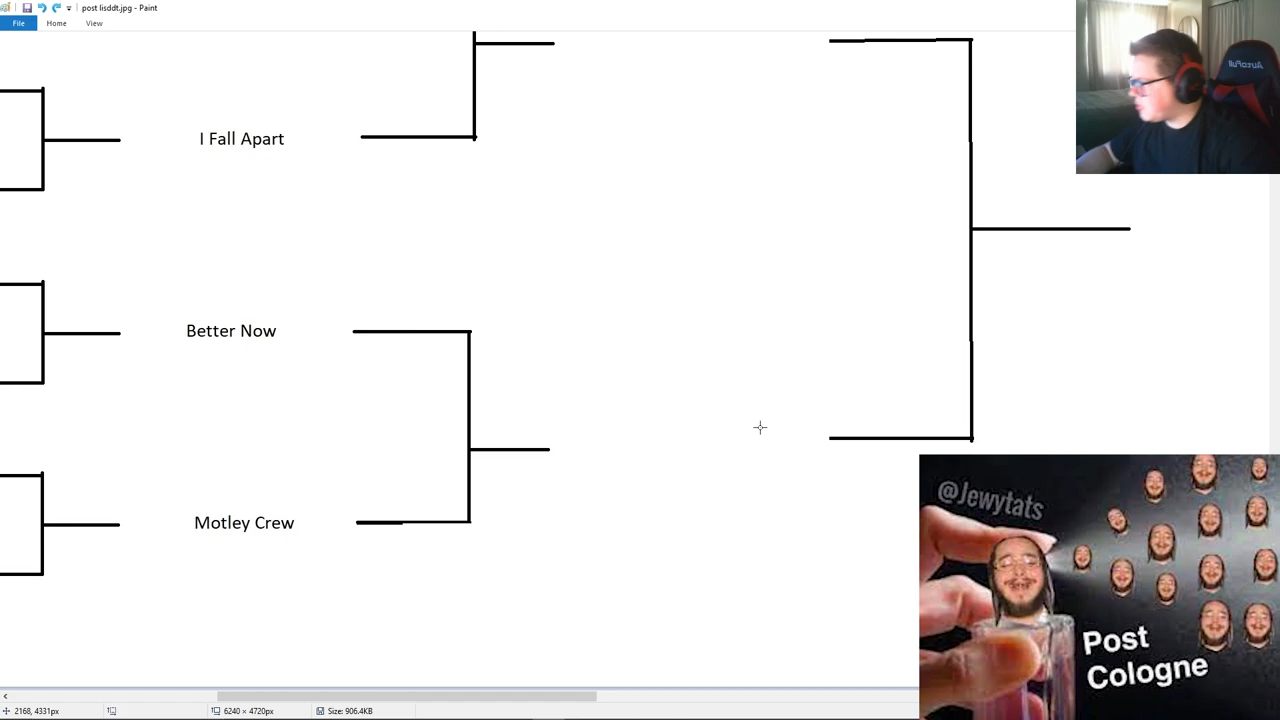 post lisddt.jpg - Paint
File Home View
I Fall Apart
Better Now
Motley Crew
AutoFull
@Jewytats
Post
Cologne
2168, 4331px
6240 × 4720px
Size: 906.4KB